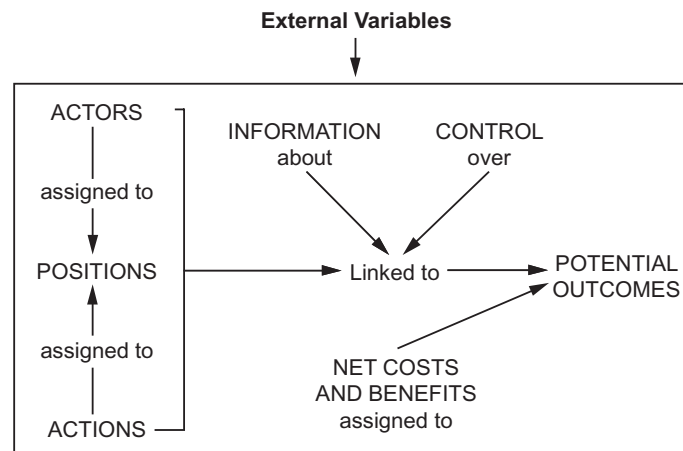 External Variables
ACTORS
assigned to
POSITIONS
assigned to
ACTIONS
INFORMATION
about
CONTROL
over
Linked to
POTENTIAL
OUTCOMES
NET COSTS
AND BENEFITS
assigned to